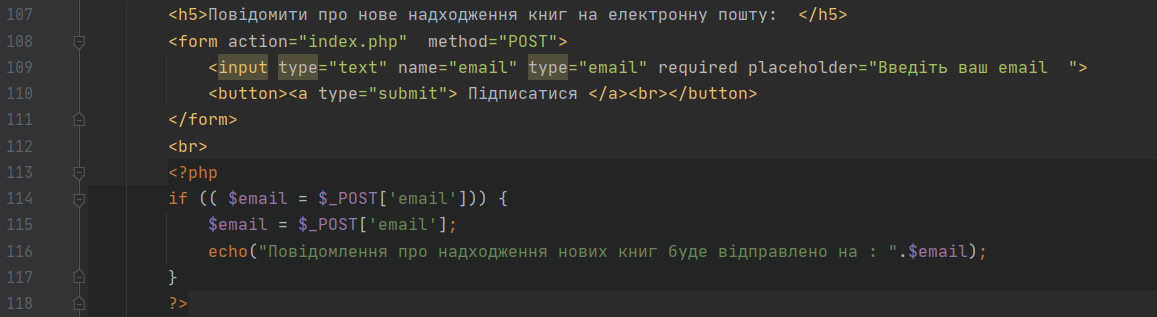 107 <h5>Повідомити про нове надходження книг на електронну пошту:  </h5>
108 <form action="index.php"  method="POST">
109     <input type="text" name="email" type="email" required placeholder="Введіть ваш email  ">
110     <button><a type="submit"> Підписатися </a><br></button>
111 </form>
112 <br>
113 <?php
114 if (( $email = $_POST['email'])) {
115     $email = $_POST['email'];
116     echo("Повідомлення про надходження нових книг буде відправлено на : ".$email);
117 }
118 ?>